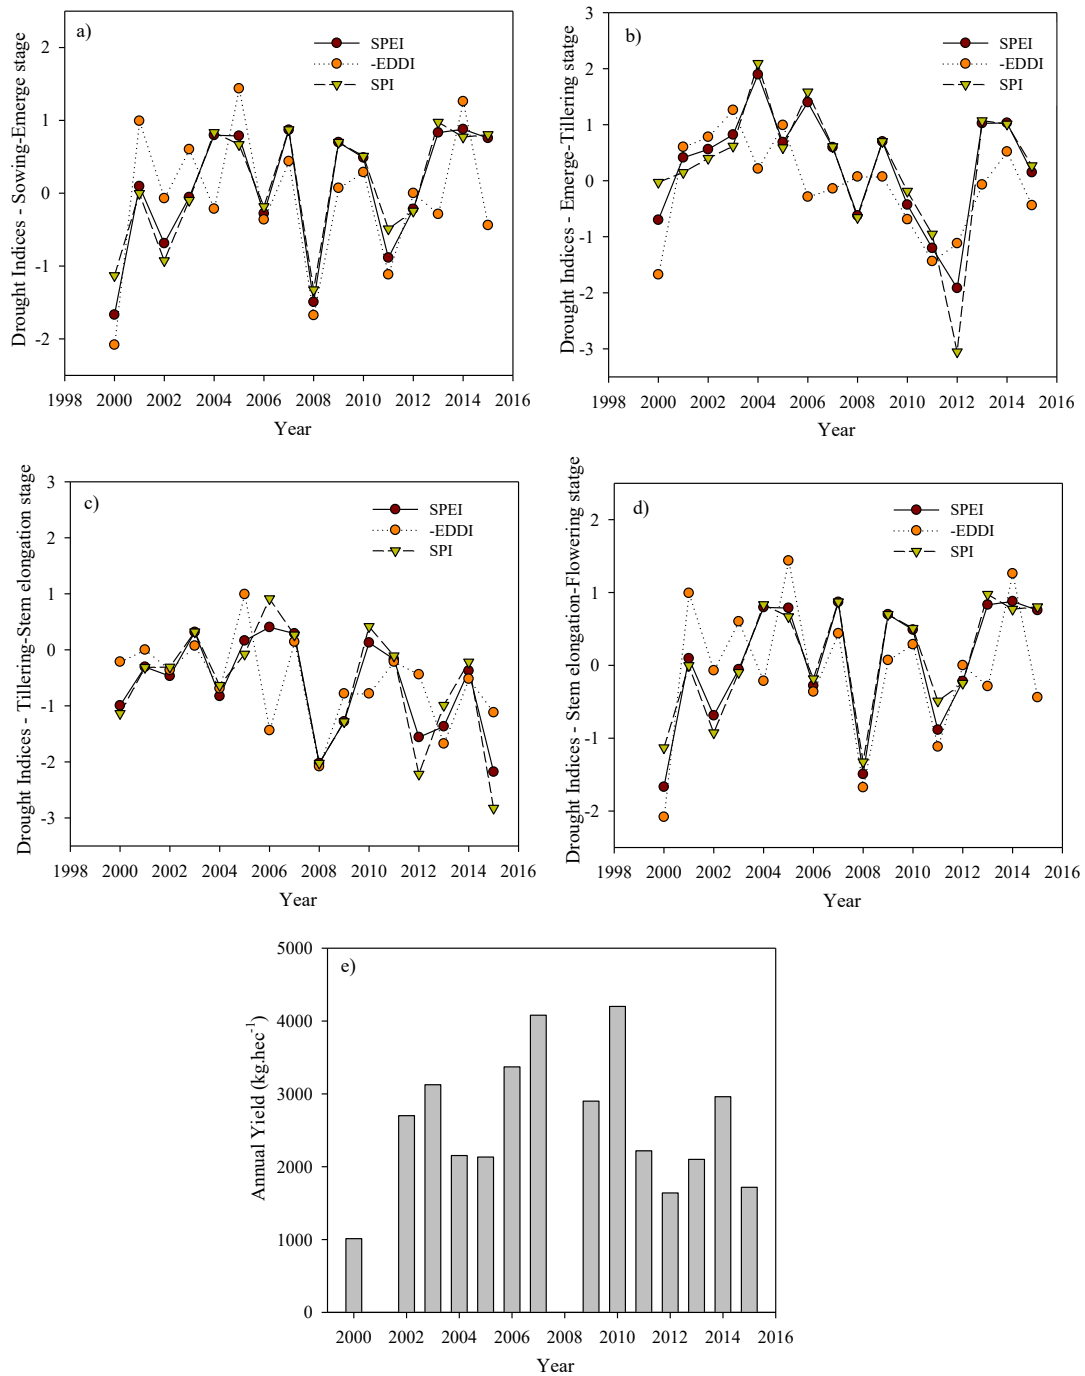 a)
SPEI
-EDDI
SPI
Drought Indices - Sowing-Emerge stage
2
1
0
-1
-2
1998 2000 2002 2004 2006 2008 2010 2012 2014 2016
Year
b)
SPEI
-EDDI
SPI
Drought Indices - Emerge-Tillering statge
3
2
1
0
-1
-2
-3
1998 2000 2002 2004 2006 2008 2010 2012 2014 2016
Year
c)
SPEI
-EDDI
SPI
Drought Indices - Tillering-Stem elongation stage
3
2
1
0
-1
-2
-3
1998 2000 2002 2004 2006 2008 2010 2012 2014 2016
Year
d)
SPEI
-EDDI
SPI
Drought Indices - Stem elongation-Flowering statge
2
1
0
-1
-2
1998 2000 2002 2004 2006 2008 2010 2012 2014 2016
Year
e)
Annual Yield (kg.hec⁻¹)
5000
4000
3000
2000
1000
0
2000 2002 2004 2006 2008 2010 2012 2014 2016
Year